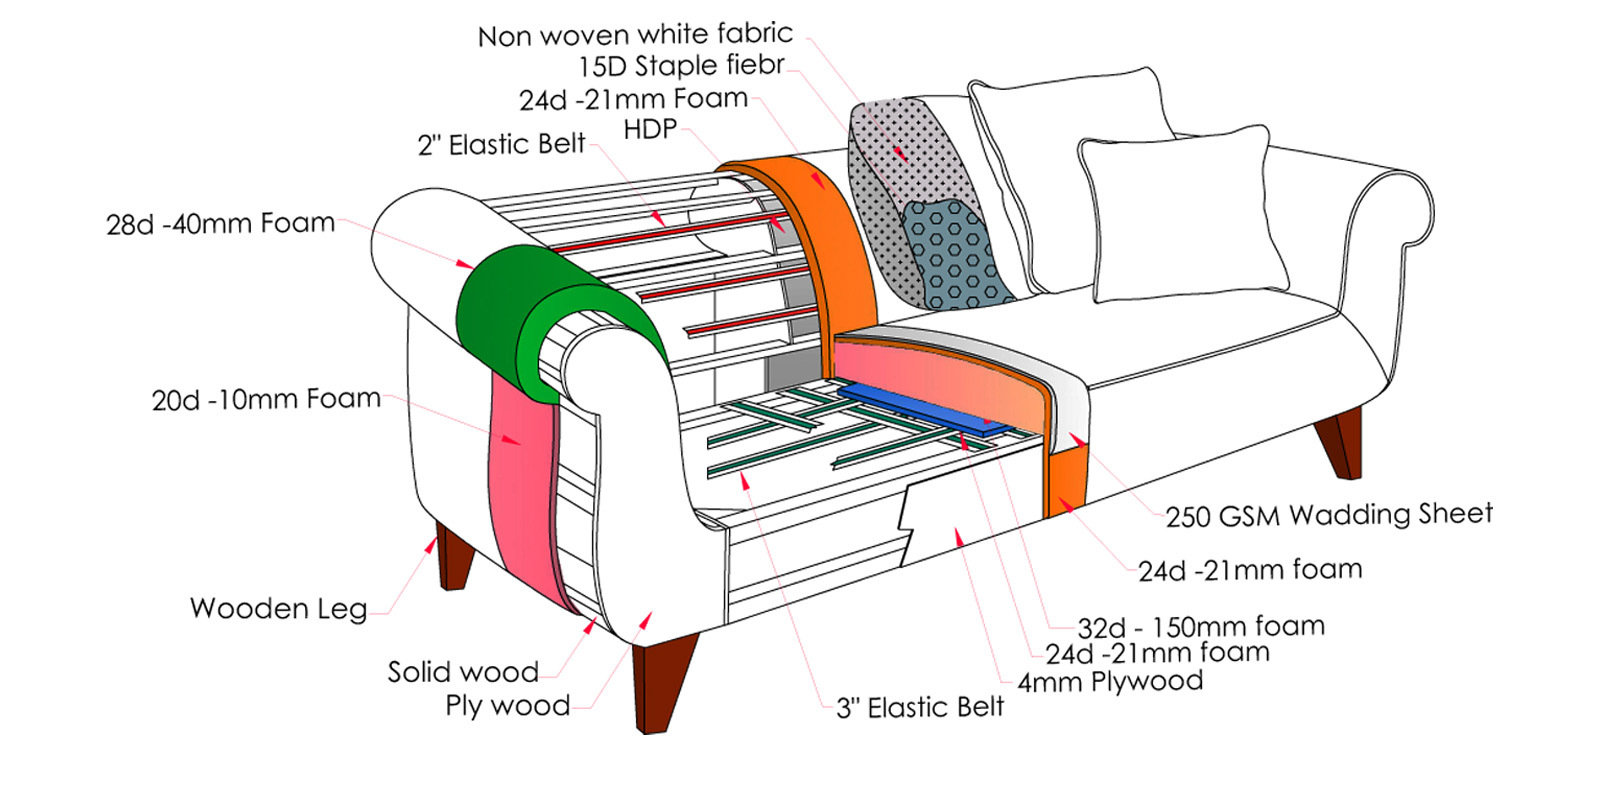 Non woven white fabric
15D Staple fiebr
24d -21mm Foam
HDP
2" Elastic Belt
28d -40mm Foam
20d -10mm Foam
250 GSM Wadding Sheet
24d -21mm foam
Wooden Leg
32d - 150mm foam
24d -21mm foam
Solid wood
4mm Plywood
Ply wood
3" Elastic Belt